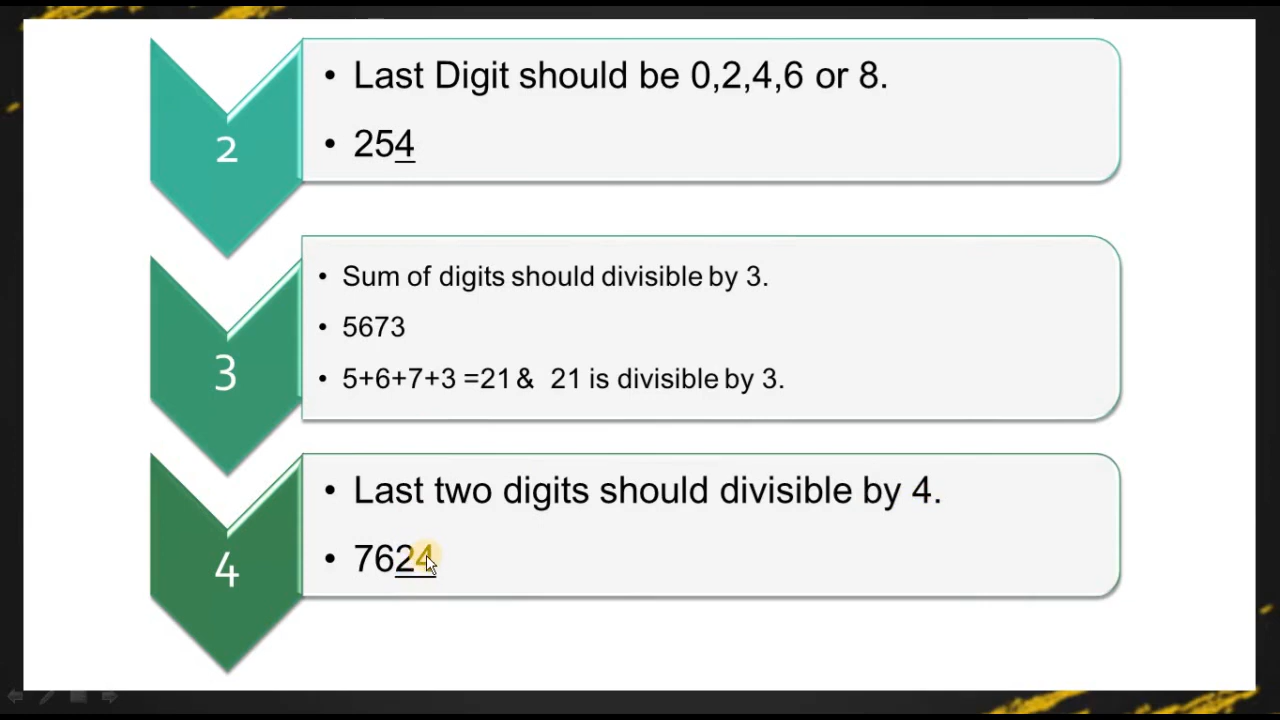 2
• Last Digit should be 0,2,4,6 or 8.
• 254
3
• Sum of digits should divisible by 3.
• 5673
• 5+6+7+3 =21 & 21 is divisible by 3.
4
• Last two digits should divisible by 4.
• 7624